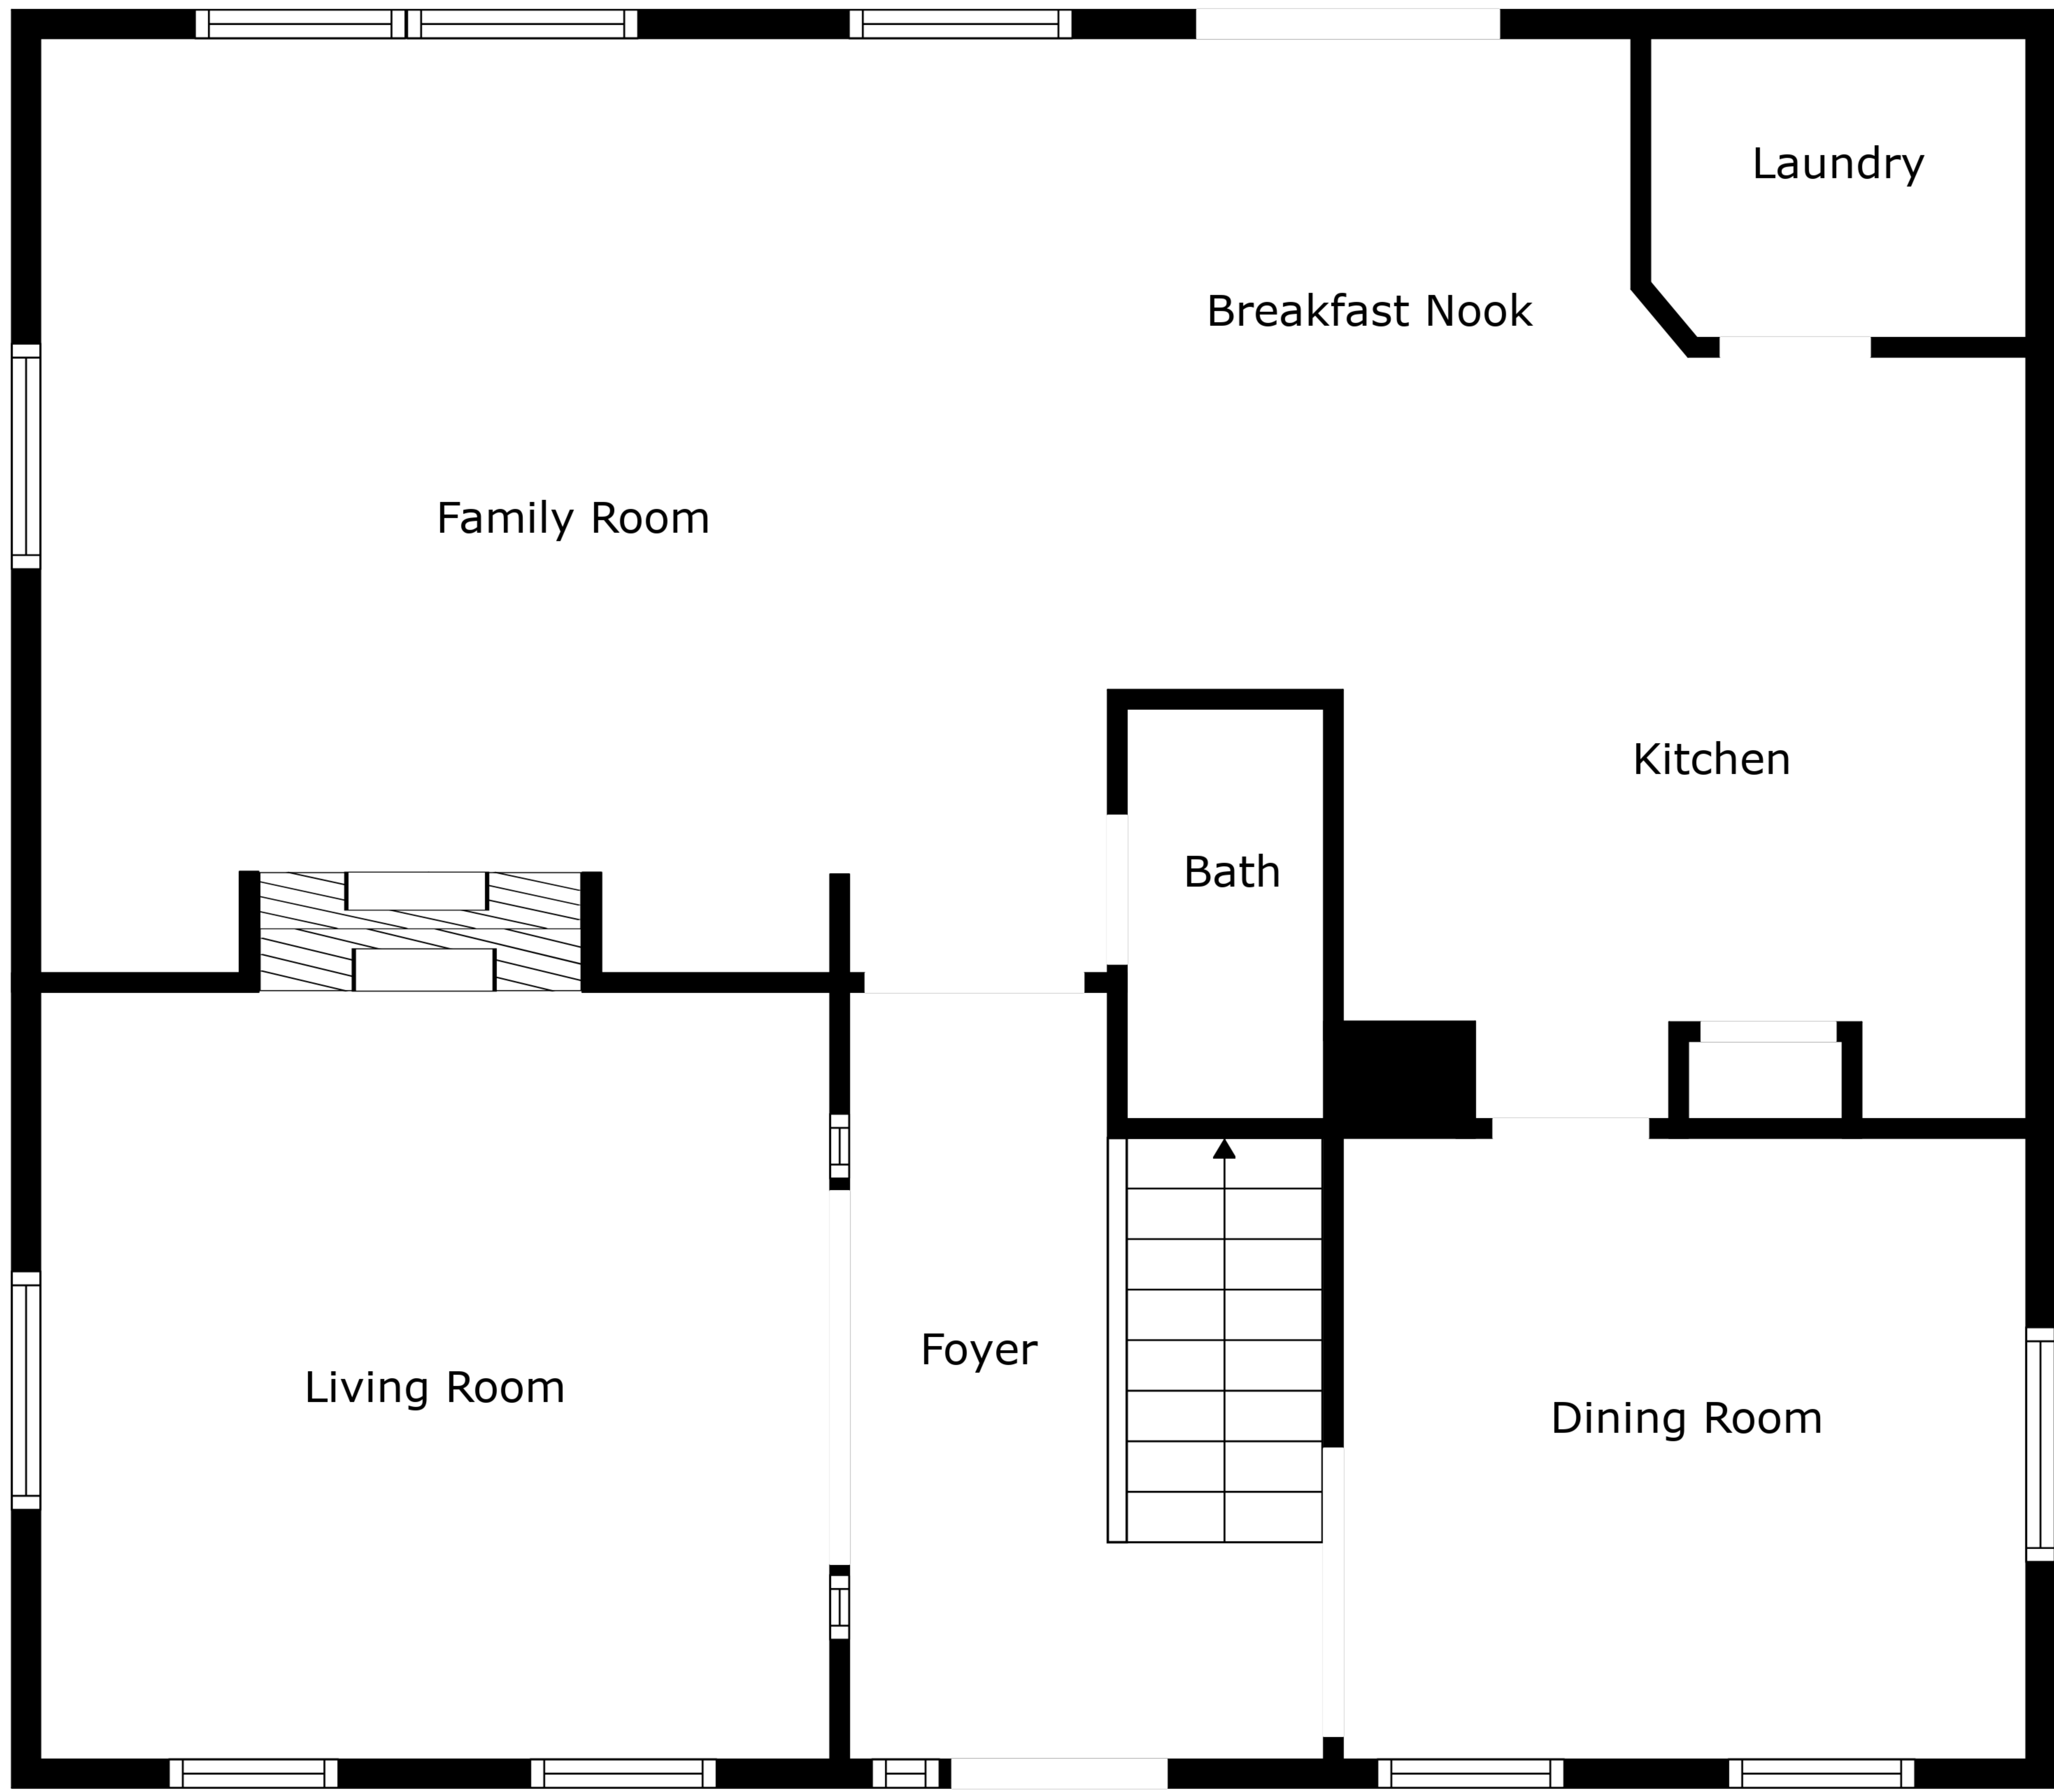 Laundry
Breakfast Nook
Family Room
Kitchen
Bath
Foyer
Living Room
Dining Room